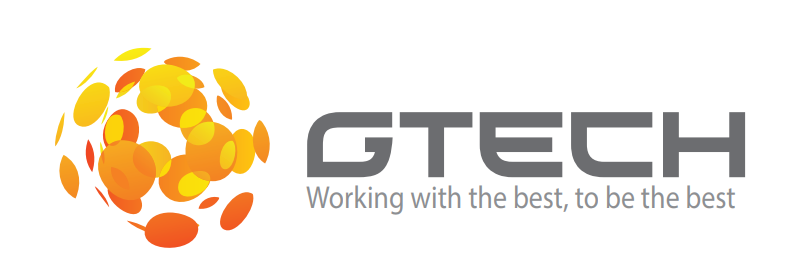 GTECH
Working with the best, to be the best